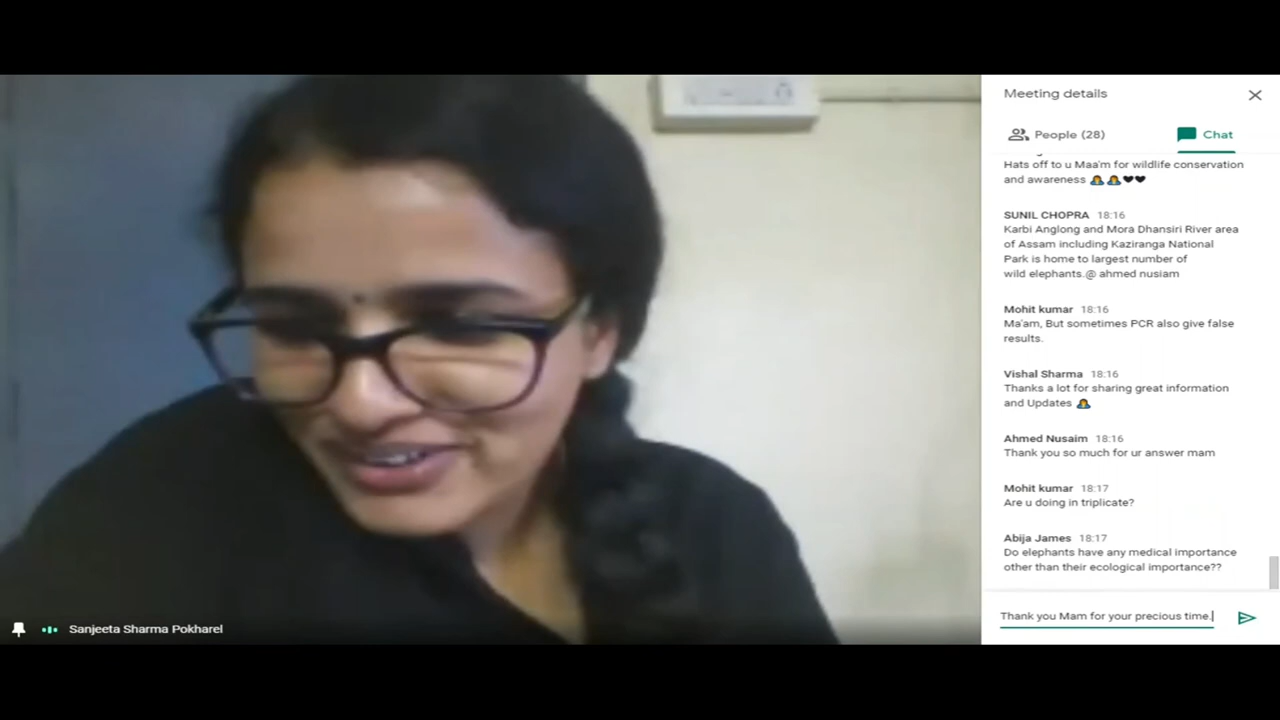 Meeting details
People (28)
Chat
Hats off to u Maa'm for wildlife conservation
and awareness 🙇‍♀️🙇‍♀️🖤🖤
SUNIL CHOPRA 18:16
Karbi Anglong and Mora Dhansiri River area
of Assam including Kaziranga National
Park is home to largest number of
wild elephants.@ ahmed nusiam
Mohit kumar 18:16
Ma'am, But sometimes PCR also give false
results.
Vishal Sharma 18:16
Thanks a lot for sharing great information
and Updates 🙇‍♀️
Ahmed Nusaim 18:16
Thank you so much for ur answer mam
Mohit kumar 18:17
Are u doing in triplicate?
Abija James 18:17
Do elephants have any medical importance
other than their ecological importance??
Thank you Mam for your precious time.
Sanjeeta Sharma Pokharel